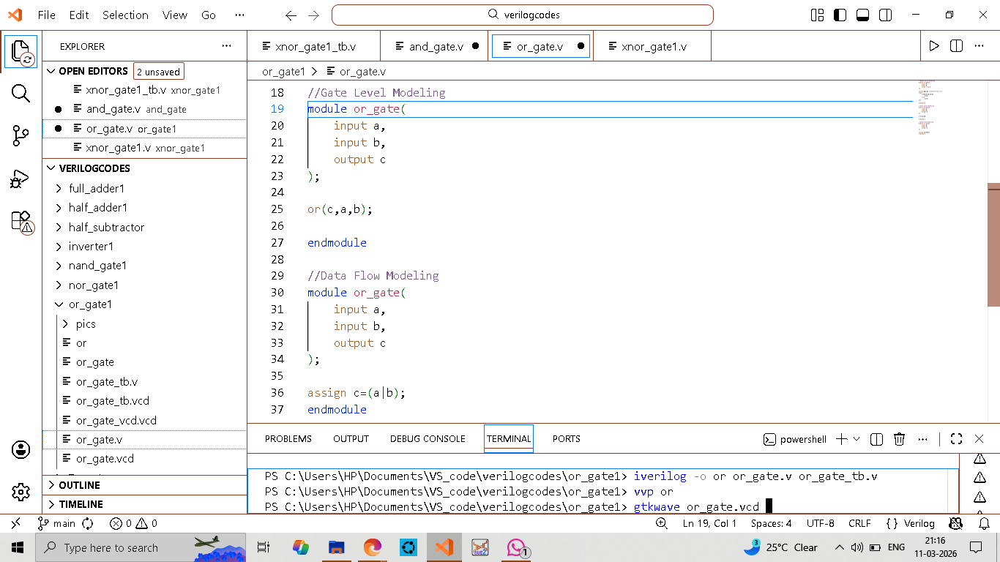 File Edit Selection View Go ··· verilogcodes
EXPLORER ···
OPEN EDITORS 2 unsaved
xnor_gate1_tb.v xnor_gate1
and_gate.v and_gate
or_gate.v or_gate1
xnor_gate1.v xnor_gate1
VERILOGCODES
full_adder1
half_adder1
half_subtractor
inverter1
nand_gate1
nor_gate1
or_gate1
pics
or
or_gate
or_gate_tb.v
or_gate_tb.vcd
or_gate_vcd.vcd
or_gate.v
or_gate.vcd
OUTLINE
TIMELINE
xnor_gate1_tb.v and_gate.v or_gate.v xnor_gate1.v
or_gate1 > or_gate.v
18 //Gate Level Modeling
19 module or_gate(
20 input a,
21 input b,
22 output c
23 );
24
25 or(c,a,b);
26
27 endmodule
28
29 //Data Flow Modeling
30 module or_gate(
31 input a,
32 input b,
33 output c
34 );
35
36 assign c=(a|b);
37 endmodule
PROBLEMS OUTPUT DEBUG CONSOLE TERMINAL PORTS powershell
PS C:\Users\HP\Documents\VS_code\verilogcodes\or_gate1> iverilog -o or or_gate.v or_gate_tb.v
PS C:\Users\HP\Documents\VS_code\verilogcodes\or_gate1> vvp or
PS C:\Users\HP\Documents\VS_code\verilogcodes\or_gate1> gtkwave or_gate.vcd
main 0 0 Ln 19, Col 1 Spaces: 4 UTF-8 CRLF {} Verilog
Type here to search 3 25°C Clear ENG 21:16
11-03-2026
1